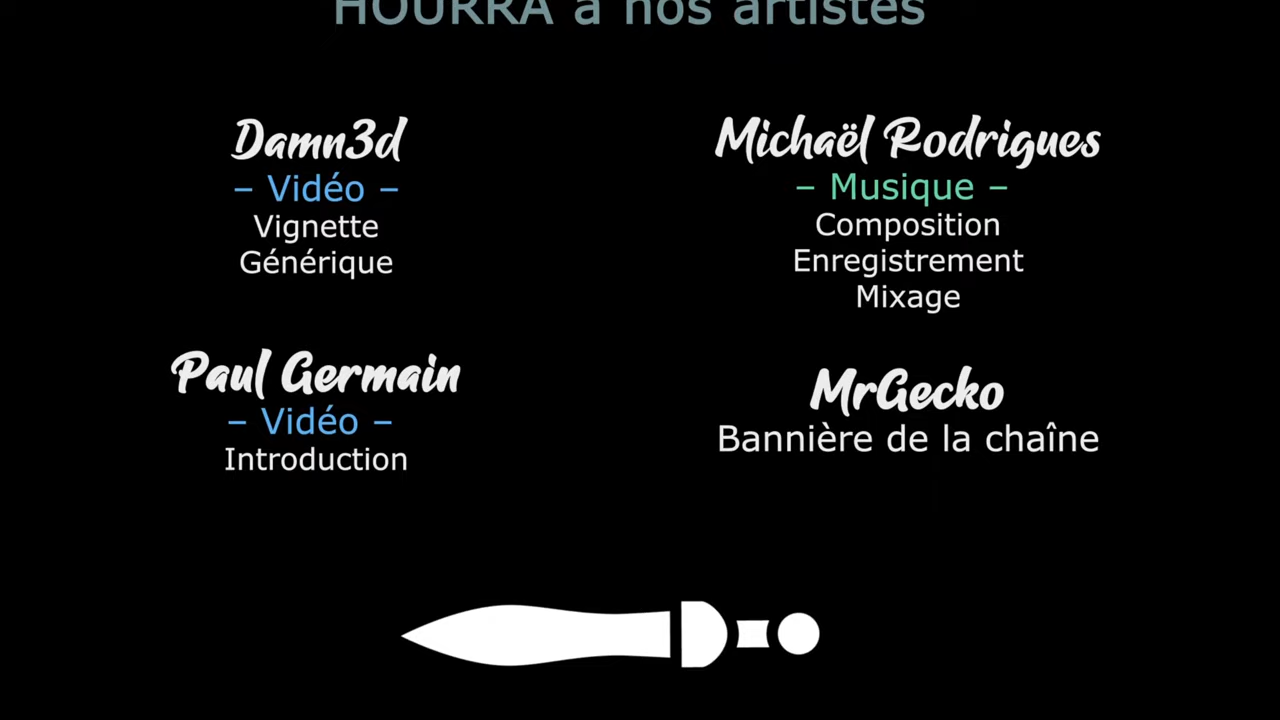 HOURRA à nos artistes
Damn3d
– Vidéo –
Vignette
Générique
Michaël Rodrigues
– Musique –
Composition
Enregistrement
Mixage
Paul Germain
– Vidéo –
Introduction
MrGecko
Bannière de la chaîne